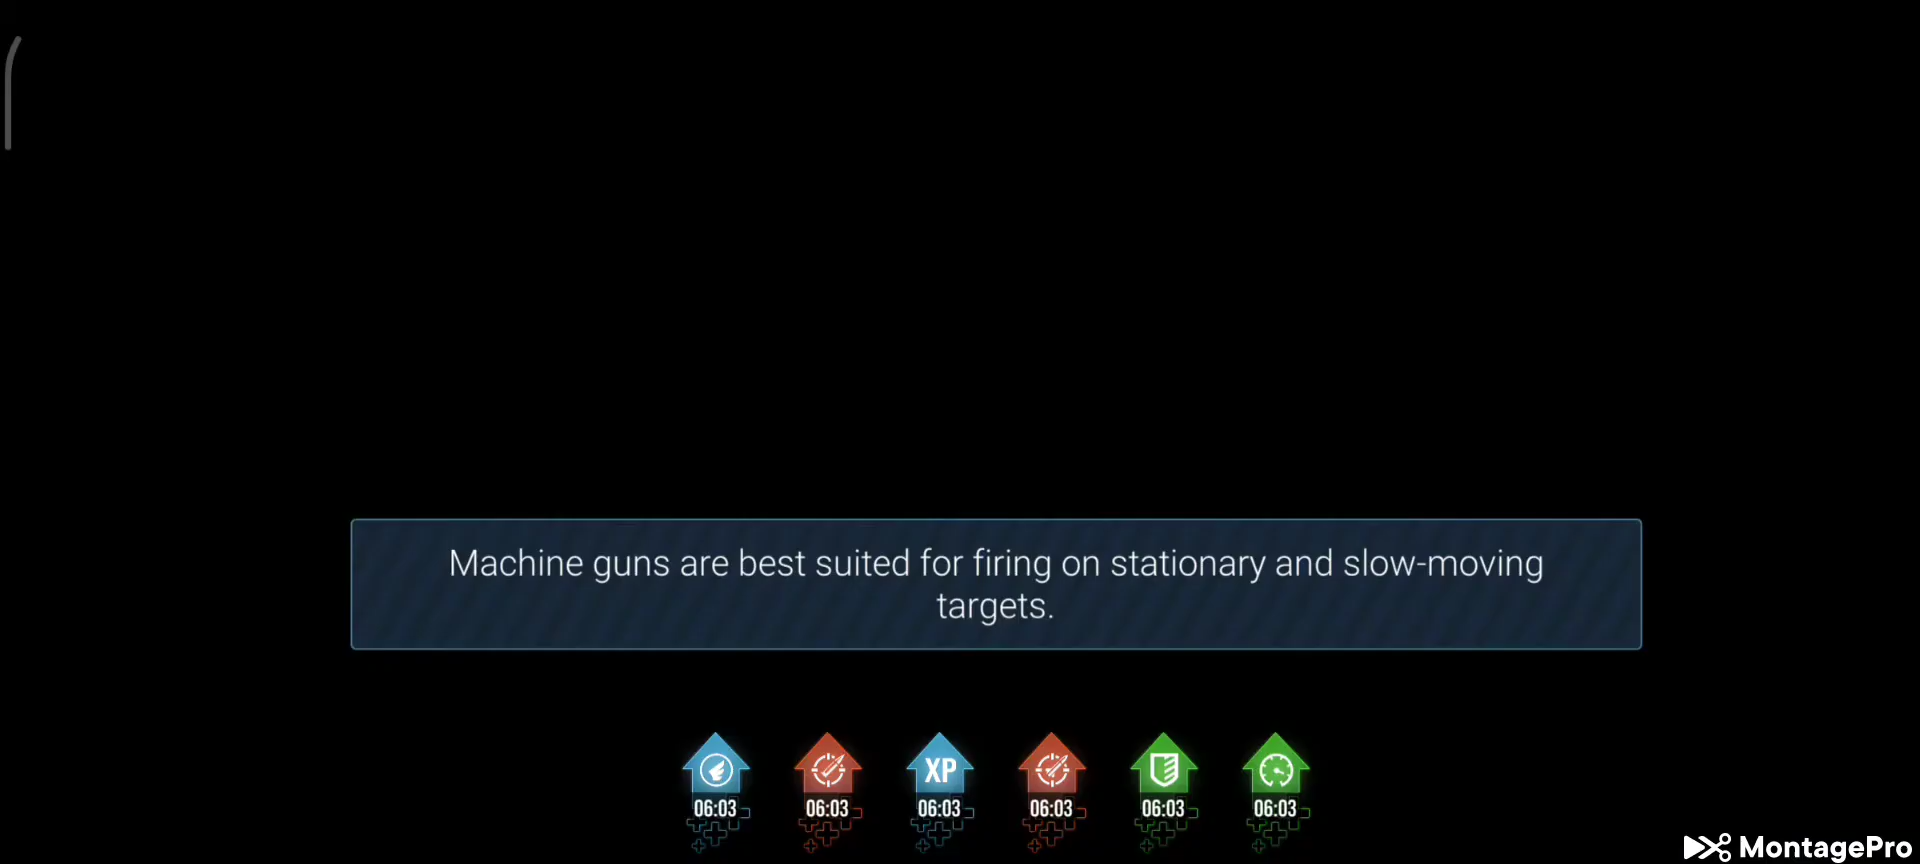 Machine guns are best suited for firing on stationary and slow-moving
targets.
XP
06:03 06:03 06:03 06:03 06:03 06:03
MontagePro